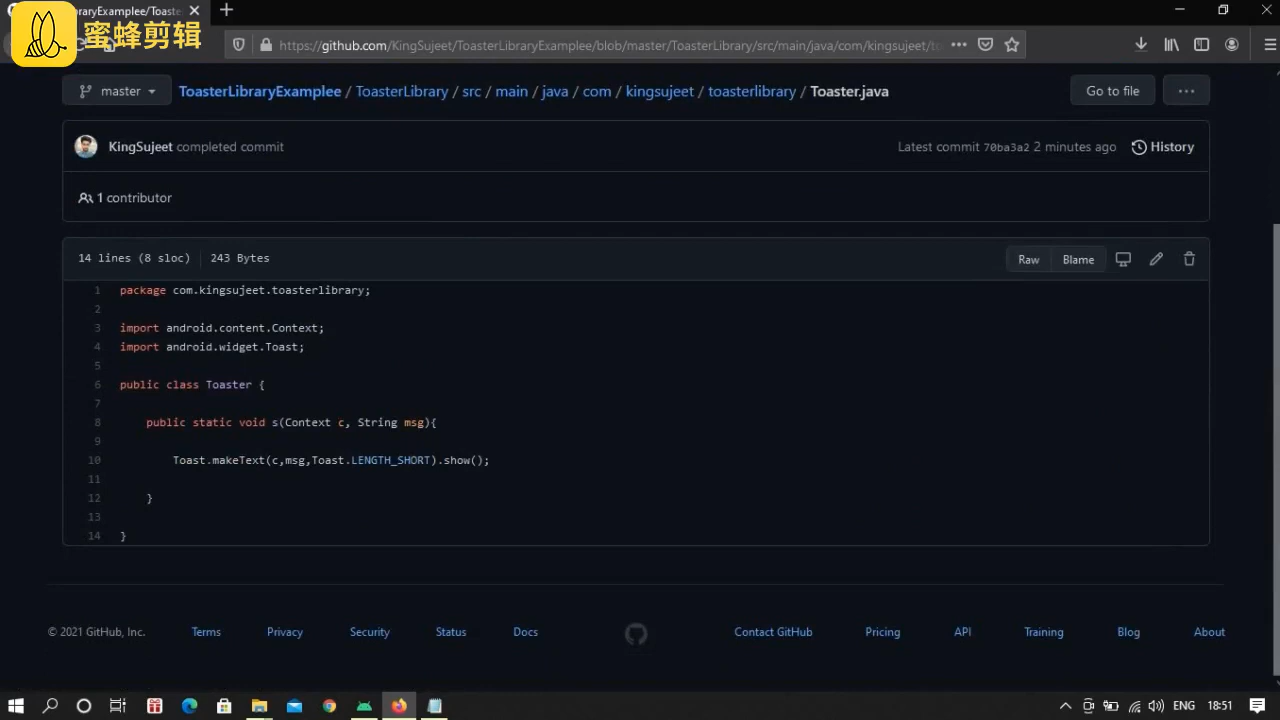 raryExamplee/Toaste
蜜蜂剪辑
https://github.com/KingSujeet/ToasterLibraryExamplee/blob/master/ToasterLibrary/src/main/java/com/kingsujeet/to
master
ToasterLibraryExamplee / ToasterLibrary / src / main / java / com / kingsujeet / toasterlibrary / Toaster.java
Go to file
KingSujeet completed commit
Latest commit 70ba3a2 2 minutes ago
History
1 contributor
14 lines (8 sloc)
243 Bytes
Raw
Blame
1 package com.kingsujeet.toasterlibrary;
2
3 import android.content.Context;
4 import android.widget.Toast;
5
6 public class Toaster {
7
8 public static void s(Context c, String msg){
9
10 Toast.makeText(c,msg,Toast.LENGTH_SHORT).show();
11
12 }
13
14 }
© 2021 GitHub, Inc.
Terms
Privacy
Security
Status
Docs
Contact GitHub
Pricing
API
Training
Blog
About
ENG
18:51